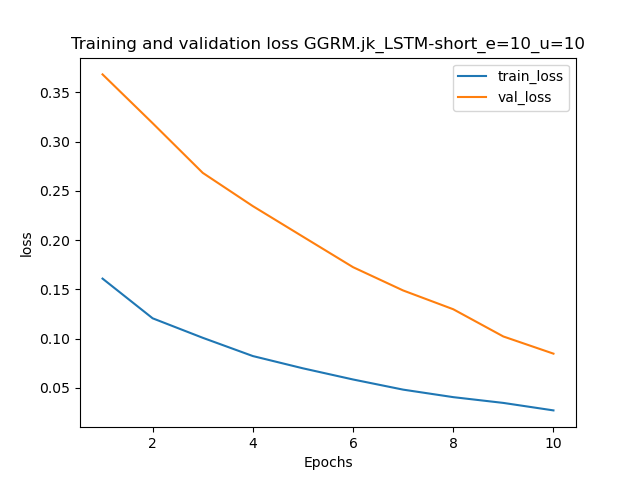 Training and validation loss GGRM.jk_LSTM-short_e=10_u=10
train_loss
val_loss
0.35
0.30
0.25
0.20
0.15
0.10
0.05
loss
2
4
6
8
10
Epochs